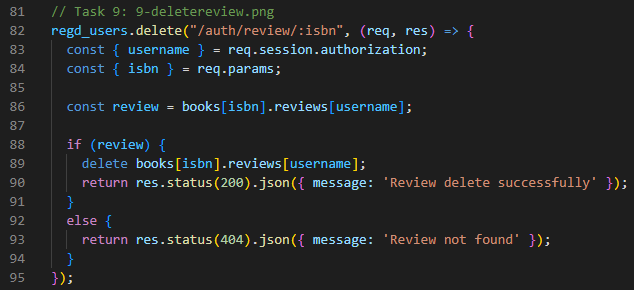 81 // Task 9: 9-deletereview.png
82 regd_users.delete("/auth/review/:isbn", (req, res) => {
83   const { username } = req.session.authorization;
84   const { isbn } = req.params;
85
86   const review = books[isbn].reviews[username];
87
88   if (review) {
89     delete books[isbn].reviews[username];
90     return res.status(200).json({ message: 'Review delete successfully' });
91   }
92   else {
93     return res.status(404).json({ message: 'Review not found' });
94   }
95 });